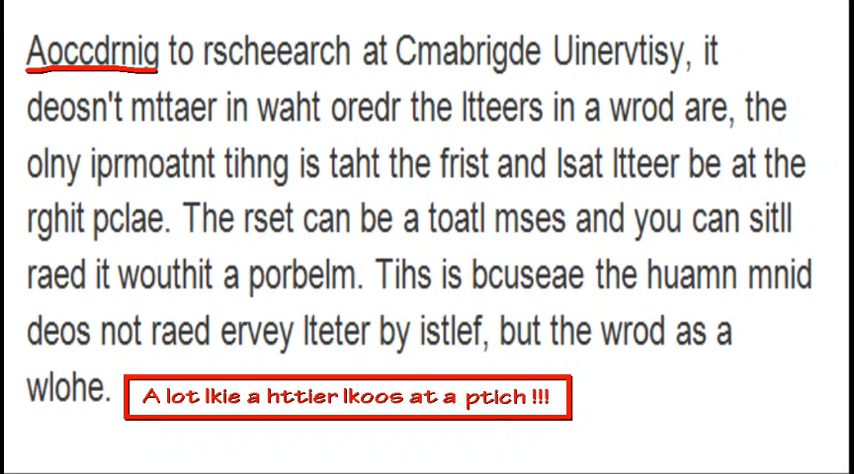 Aoccdrnig to rscheearch at Cmabrigde Uinervtisy, it
deosn't mttaer in waht oredr the ltteers in a wrod are, the
olny iprmoatnt tihng is taht the frist and lsat ltteer be at the
rghit pclae. The rset can be a toatl mses and you can sitll
raed it wouthit a porbelm. Tihs is bcuseae the huamn mnid
deos not raed ervey lteter by istlef, but the wrod as a
wlohe.
A lot lkie a httier lkoos at a ptich !!!